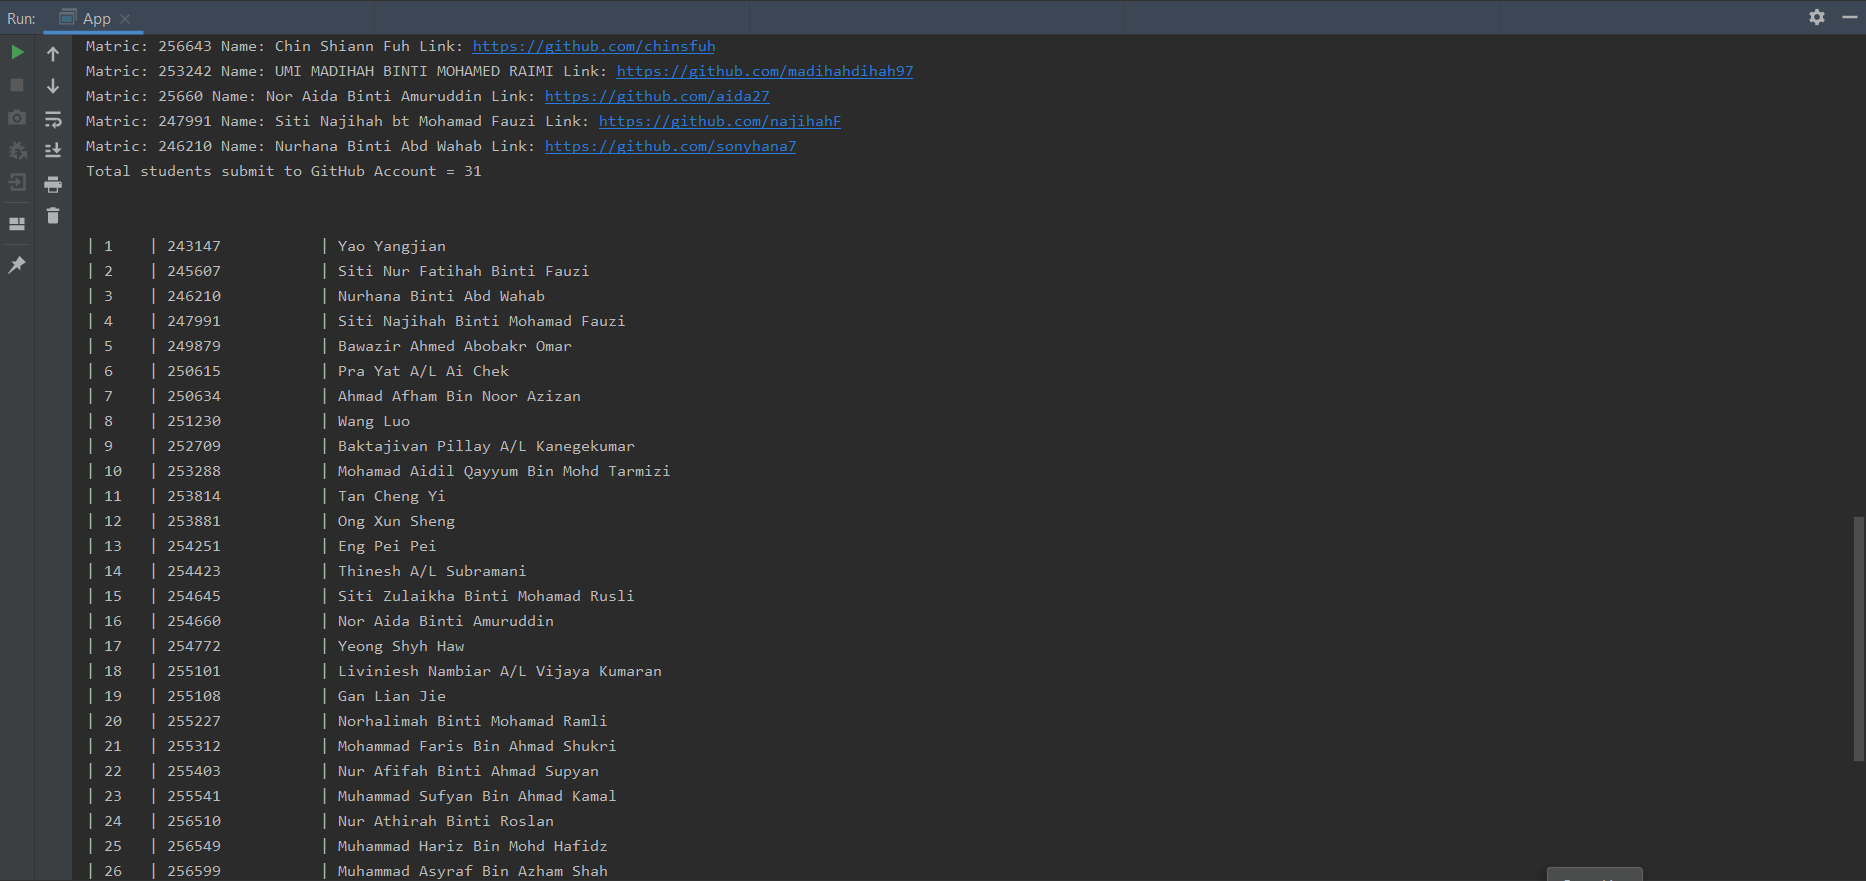 Run: App
Matric: 256643 Name: Chin Shiann Fuh Link: https://github.com/chinsfuh
Matric: 253242 Name: UMI MADIHAH BINTI MOHAMED RAIMI Link: https://github.com/madihahdihah97
Matric: 25660 Name: Nor Aida Binti Amuruddin Link: https://github.com/aida27
Matric: 247991 Name: Siti Najihah bt Mohamad Fauzi Link: https://github.com/najihahF
Matric: 246210 Name: Nurhana Binti Abd Wahab Link: https://github.com/sonyhana7
Total students submit to GitHub Account = 31
| 1 | 243147 | Yao Yangjian
| 2 | 245607 | Siti Nur Fatihah Binti Fauzi
| 3 | 246210 | Nurhana Binti Abd Wahab
| 4 | 247991 | Siti Najihah Binti Mohamad Fauzi
| 5 | 249879 | Bawazir Ahmed Abobakr Omar
| 6 | 250615 | Pra Yat A/L Ai Chek
| 7 | 250634 | Ahmad Afham Bin Noor Azizan
| 8 | 251230 | Wang Luo
| 9 | 252709 | Baktajivan Pillay A/L Kanegekumar
| 10 | 253288 | Mohamad Aidil Qayyum Bin Mohd Tarmizi
| 11 | 253814 | Tan Cheng Yi
| 12 | 253881 | Ong Xun Sheng
| 13 | 254251 | Eng Pei Pei
| 14 | 254423 | Thinesh A/L Subramani
| 15 | 254645 | Siti Zulaikha Binti Mohamad Rusli
| 16 | 254660 | Nor Aida Binti Amuruddin
| 17 | 254772 | Yeong Shyh Haw
| 18 | 255101 | Liviniesh Nambiar A/L Vijaya Kumaran
| 19 | 255108 | Gan Lian Jie
| 20 | 255227 | Norhalimah Binti Mohamad Ramli
| 21 | 255312 | Mohammad Faris Bin Ahmad Shukri
| 22 | 255403 | Nur Afifah Binti Ahmad Supyan
| 23 | 255541 | Muhammad Sufyan Bin Ahmad Kamal
| 24 | 256510 | Nur Athirah Binti Roslan
| 25 | 256549 | Muhammad Hariz Bin Mohd Hafidz
| 26 | 256599 | Muhammad Asyraf Bin Azham Shah